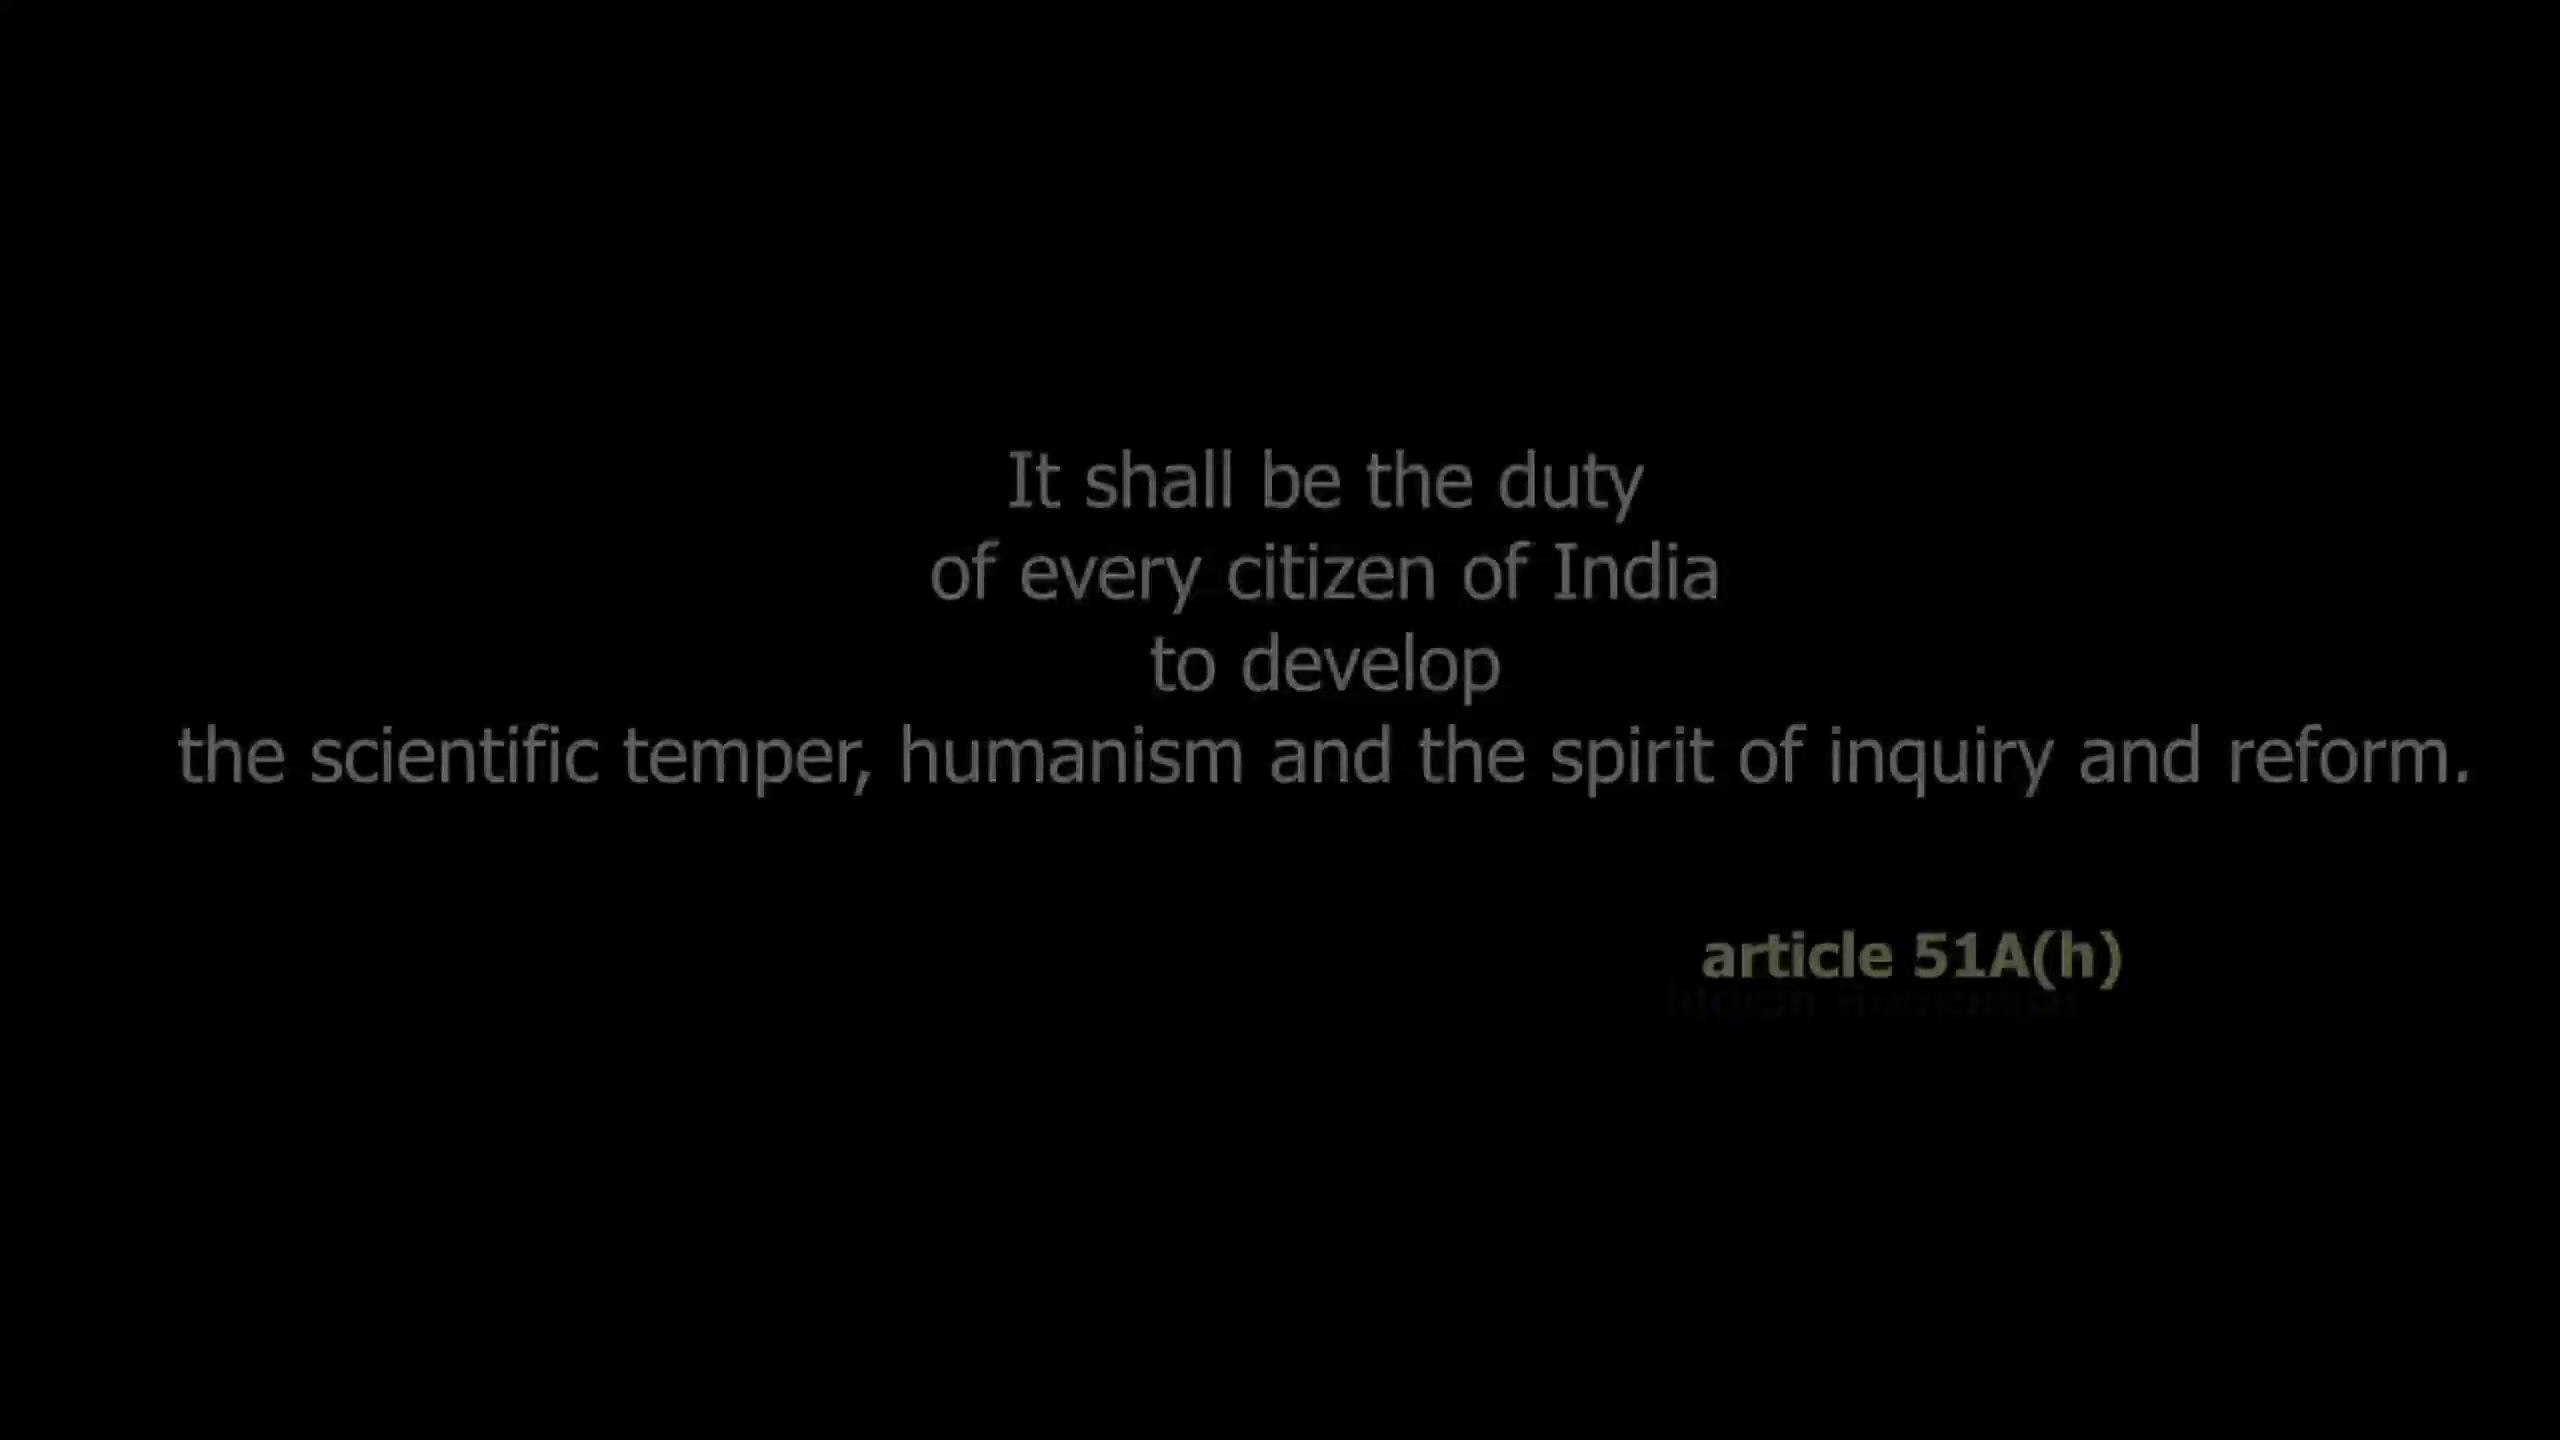 It shall be the duty
of every citizen of India
to develop
the scientific temper, humanism and the spirit of inquiry and reform.
article 51A(h)